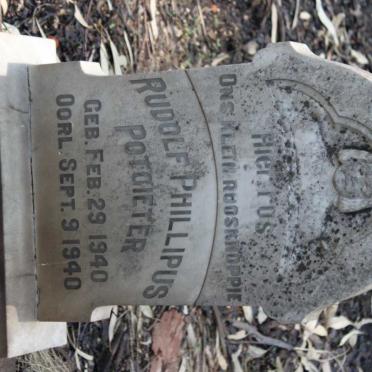 HIER RUS
ONS KLEIN ROOSKNOPPIE
RUDOLF PHILLIPUS
POTGIETER
GEB. FEB. 29 1940
OORL. SEPT. 9 1940